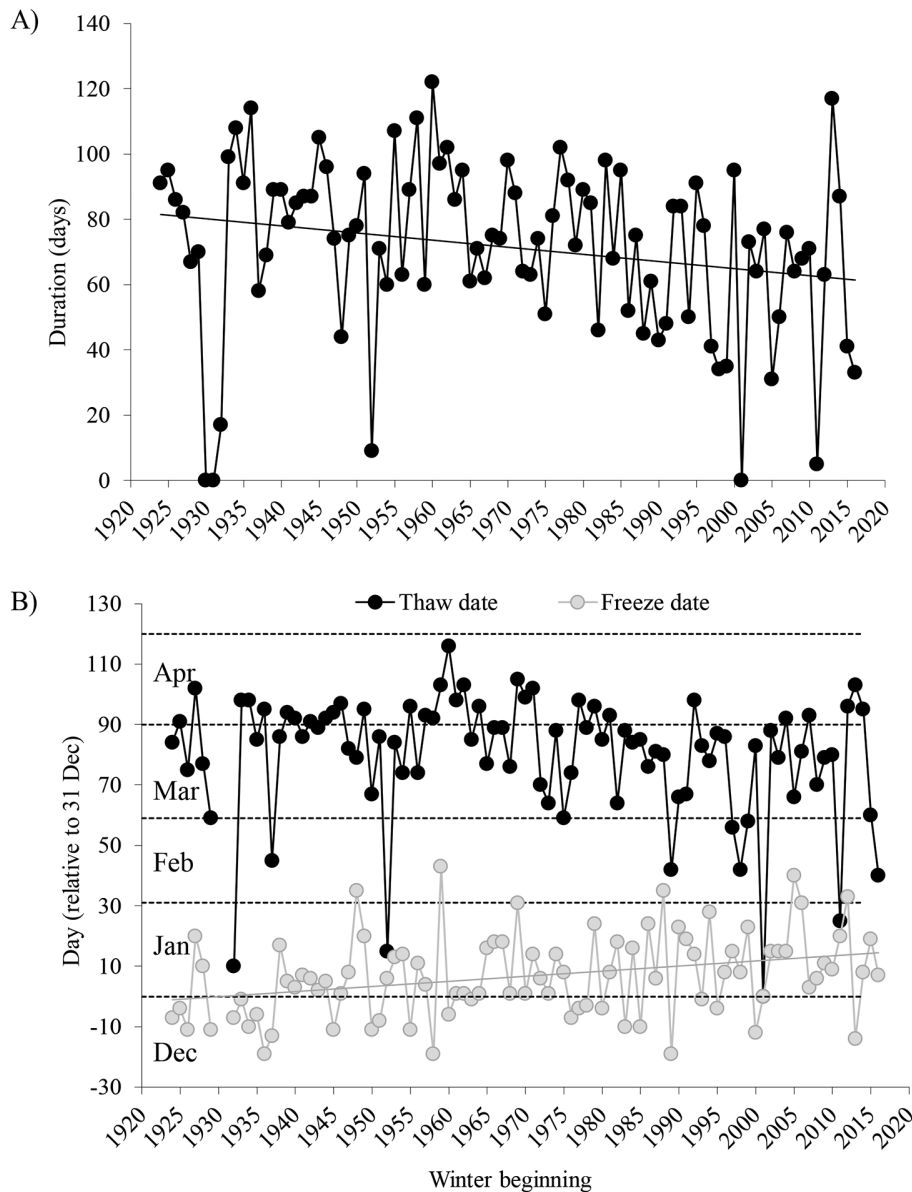 A)
Duration (days)
140
120
100
80
60
40
20
0
1920 1925 1930 1935 1940 1945 1950 1955 1960 1965 1970 1975 1980 1985 1990 1995 2000 2005 2010 2015 2020
B)
Thaw date Freeze date
Day (relative to 31 Dec)
130
110
90
70
50
30
10
-10
-30
Apr
Mar
Feb
Jan
Dec
1920 1925 1930 1935 1940 1945 1950 1955 1960 1965 1970 1975 1980 1985 1990 1995 2000 2005 2010 2015 2020
Winter beginning